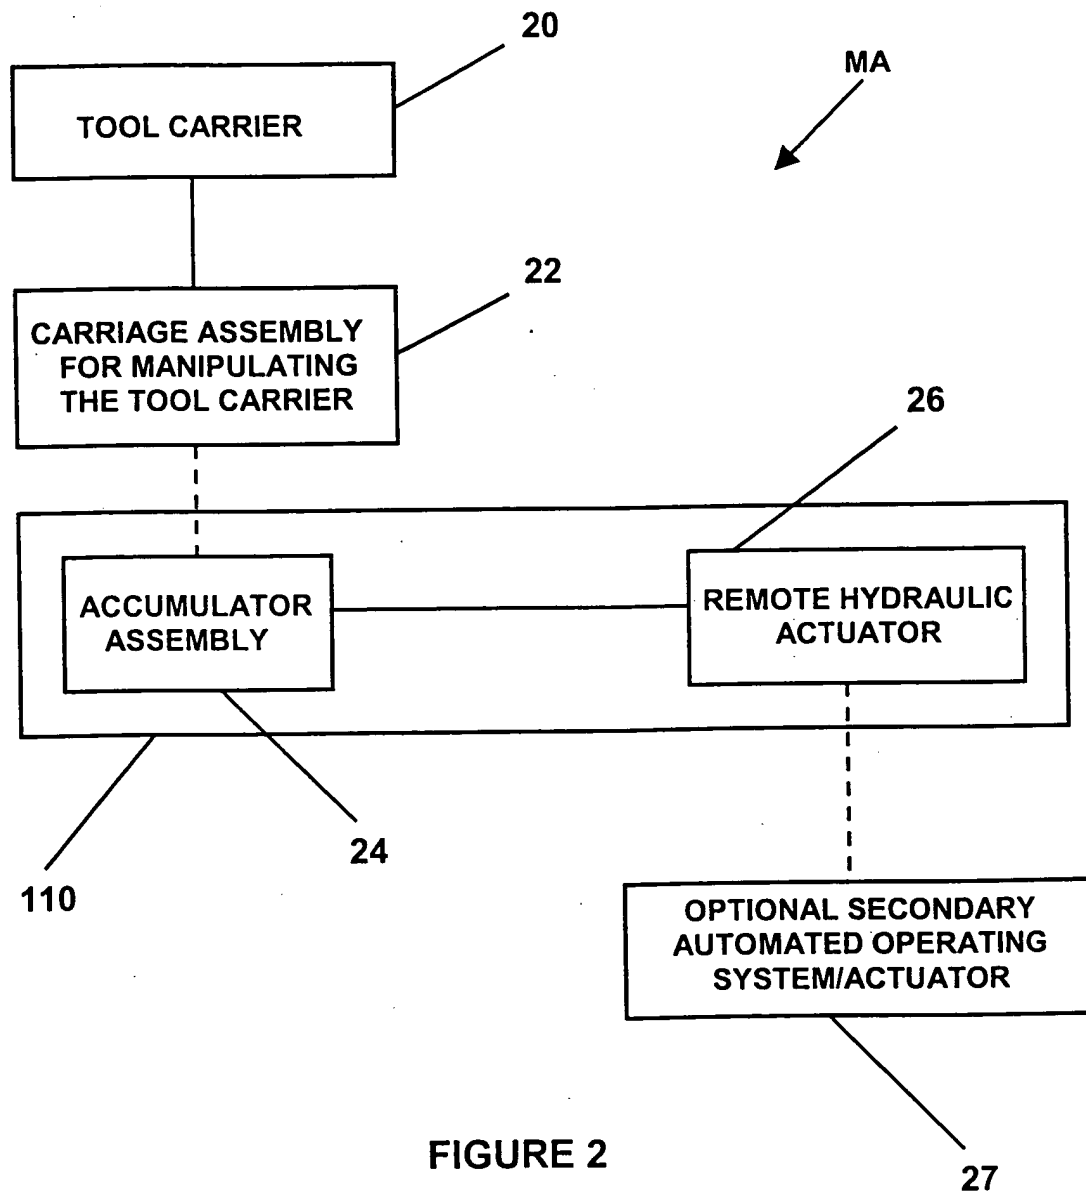 20
MA
TOOL CARRIER
22
CARRIAGE ASSEMBLY
FOR MANIPULATING
THE TOOL CARRIER
26
ACCUMULATOR
ASSEMBLY
REMOTE HYDRAULIC
ACTUATOR
24
110
OPTIONAL SECONDARY
AUTOMATED OPERATING
SYSTEM/ACTUATOR
FIGURE 2
27